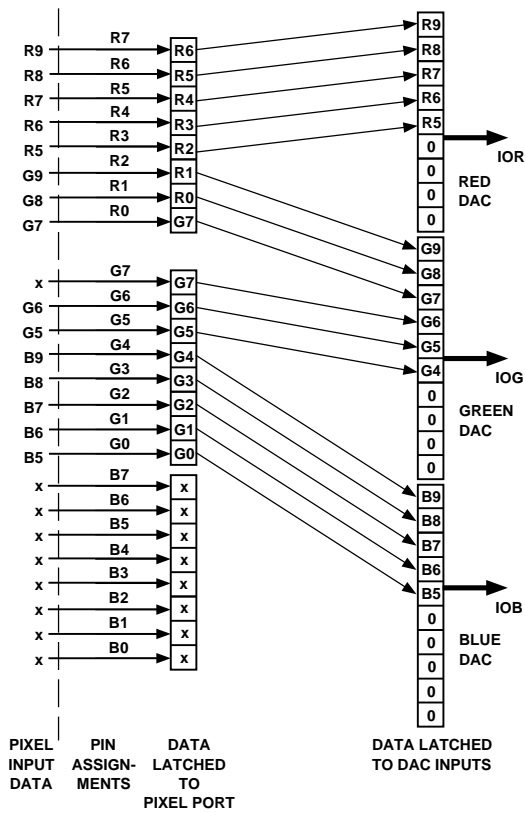 R9 R7 R6
R8 R6 R5
R7 R5 R4
R6 R4 R3
R5 R3 R2
G9 R2 R1
G8 R1 R0
G7 R0 G7
x G7 G7
G6 G6 G6
G5 G5 G5
B9 G4 G4
B8 G3 G3
B7 G2 G2
B6 G1 G1
B5 G0 G0
x B7 x
x B6 x
x B5 x
x B4 x
x B3 x
x B2 x
x B1 x
x B0 x
R9
R8
R7
R6
R5
0
0
0
0
IOR
RED
DAC
G9
G8
G7
G6
G5
G4
0
0
0
0
IOG
GREEN
DAC
B9
B8
B7
B6
B5
0
0
0
0
0
IOB
BLUE
DAC
PIXEL
INPUT
DATA
PIN
ASSIGN-
MENTS
DATA
LATCHED
TO
PIXEL PORT
DATA LATCHED
TO DAC INPUTS